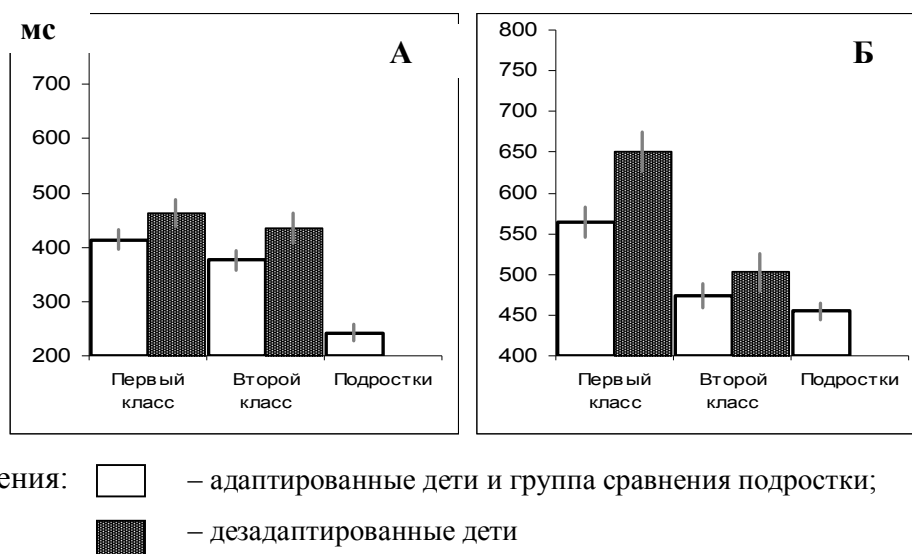 мс
А
700
600
500
400
300
200
Первый класс
Второй класс
Подростки
Б
800
750
700
650
600
550
500
450
400
Первый класс
Второй класс
Подростки
ения:
– адаптированные дети и группа сравнения подростки;
– дезадаптированные дети